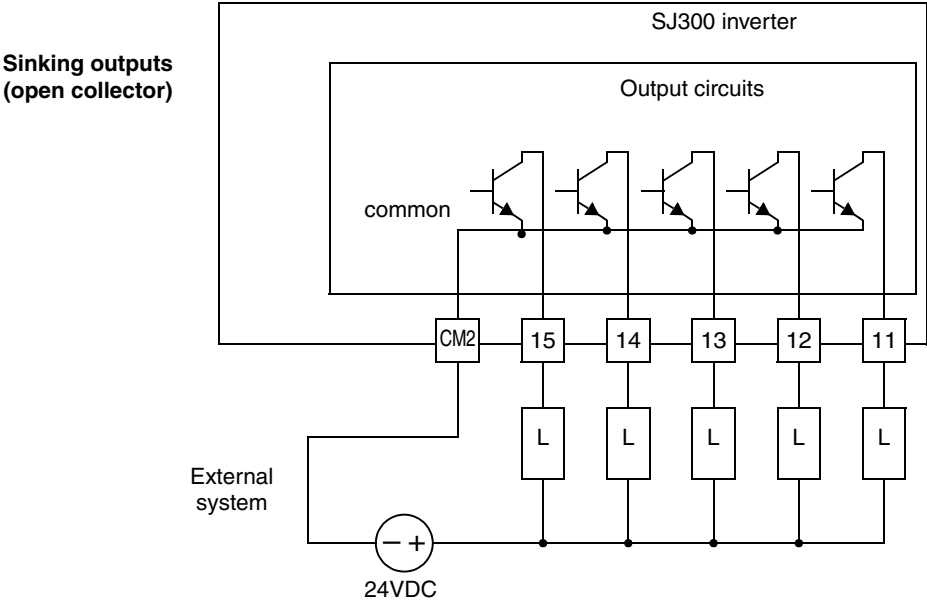 SJ300 inverter
Sinking outputs
(open collector)
Output circuits
common
CM2 15 14 13 12 11
L L L L L
External
system
− +
24VDC